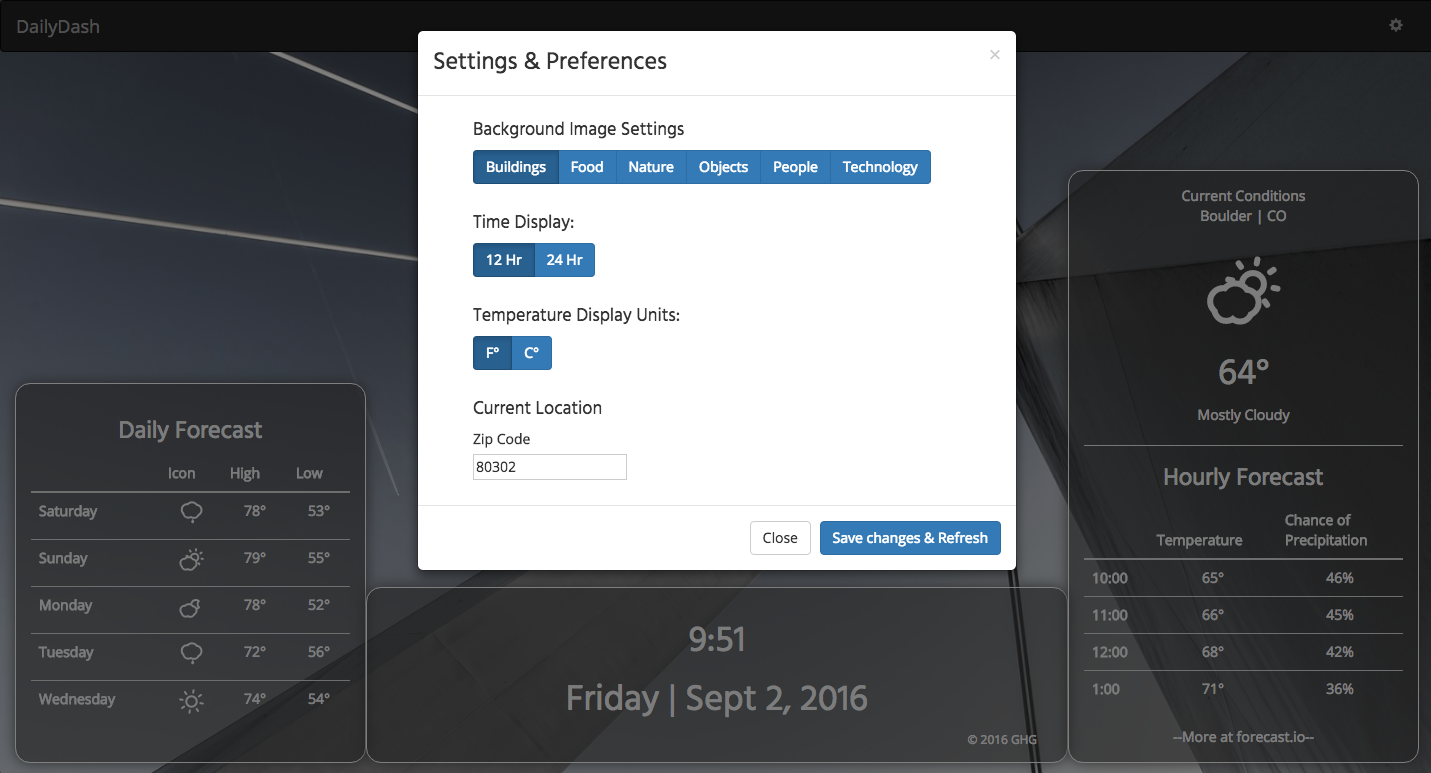 DailyDash
Settings & Preferences ×
Background Image Settings
Buildings Food Nature Objects People Technology
Time Display:
12 Hr 24 Hr
Temperature Display Units:
F° C°
Current Location
Zip Code
80302
Close Save changes & Refresh
Daily Forecast
Icon High Low
Saturday 78° 53°
Sunday 79° 55°
Monday 78° 52°
Tuesday 72° 56°
Wednesday 74° 54°
9:51
Friday | Sept 2, 2016
© 2016 GHG
Current Conditions
Boulder | CO
64°
Mostly Cloudy
Hourly Forecast
Chance of
Temperature Precipitation
10:00 65° 46%
11:00 66° 45%
12:00 68° 42%
1:00 71° 36%
--More at forecast.io--